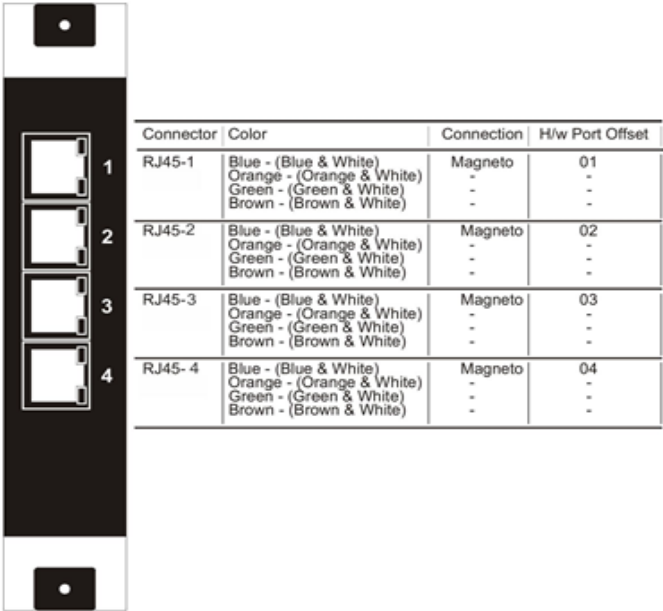 1
2
3
4
Connector Color Connection H/w Port Offset
RJ45-1 Blue - (Blue & White) Magneto 01
Orange - (Orange & White) - -
Green - (Green & White) - -
Brown - (Brown & White) - -
RJ45-2 Blue - (Blue & White) Magneto 02
Orange - (Orange & White) - -
Green - (Green & White) - -
Brown - (Brown & White) - -
RJ45-3 Blue - (Blue & White) Magneto 03
Orange - (Orange & White) - -
Green - (Green & White) - -
Brown - (Brown & White) - -
RJ45- 4 Blue - (Blue & White) Magneto 04
Orange - (Orange & White) - -
Green - (Green & White) - -
Brown - (Brown & White) - -